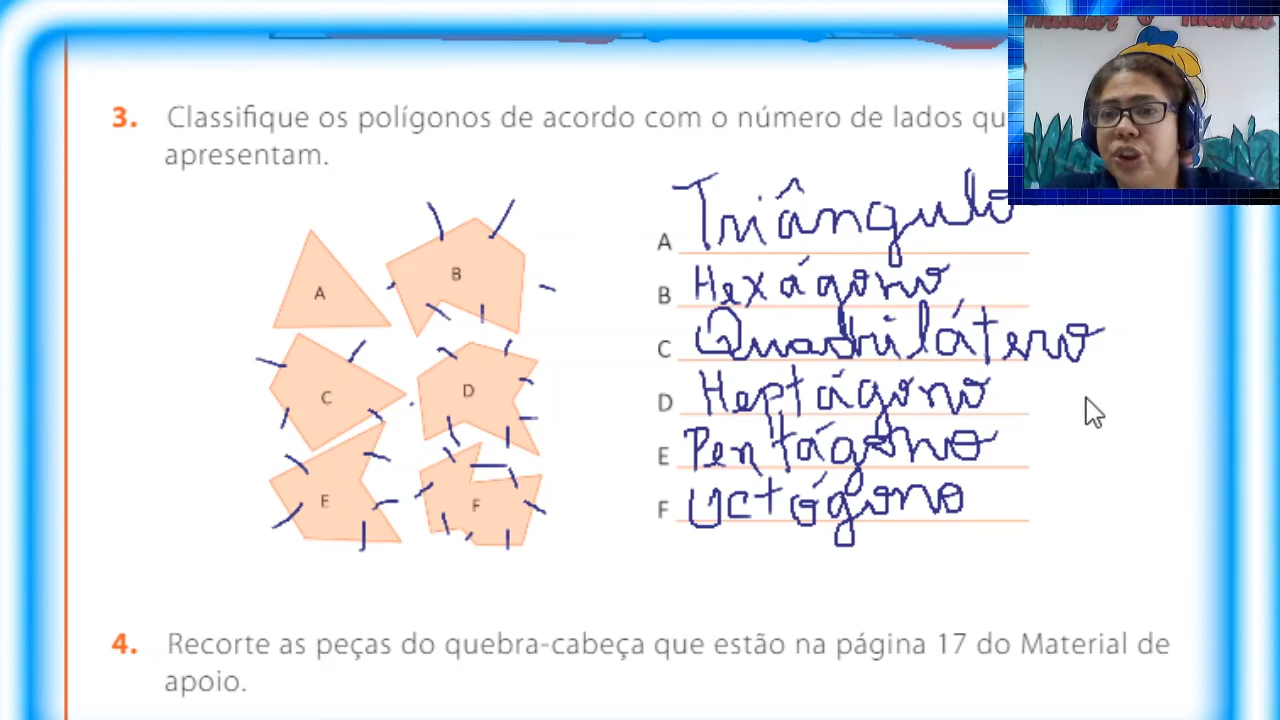 3. Classifique os polígonos de acordo com o número de lados qu
apresentam.
A Triângulo
B Hexágono
C Quadrilátero
D Heptágono
E Pentágono
F Octógono
A
B
C
D
E
F
4. Recorte as peças do quebra-cabeça que estão na página 17 do Material de
apoio.